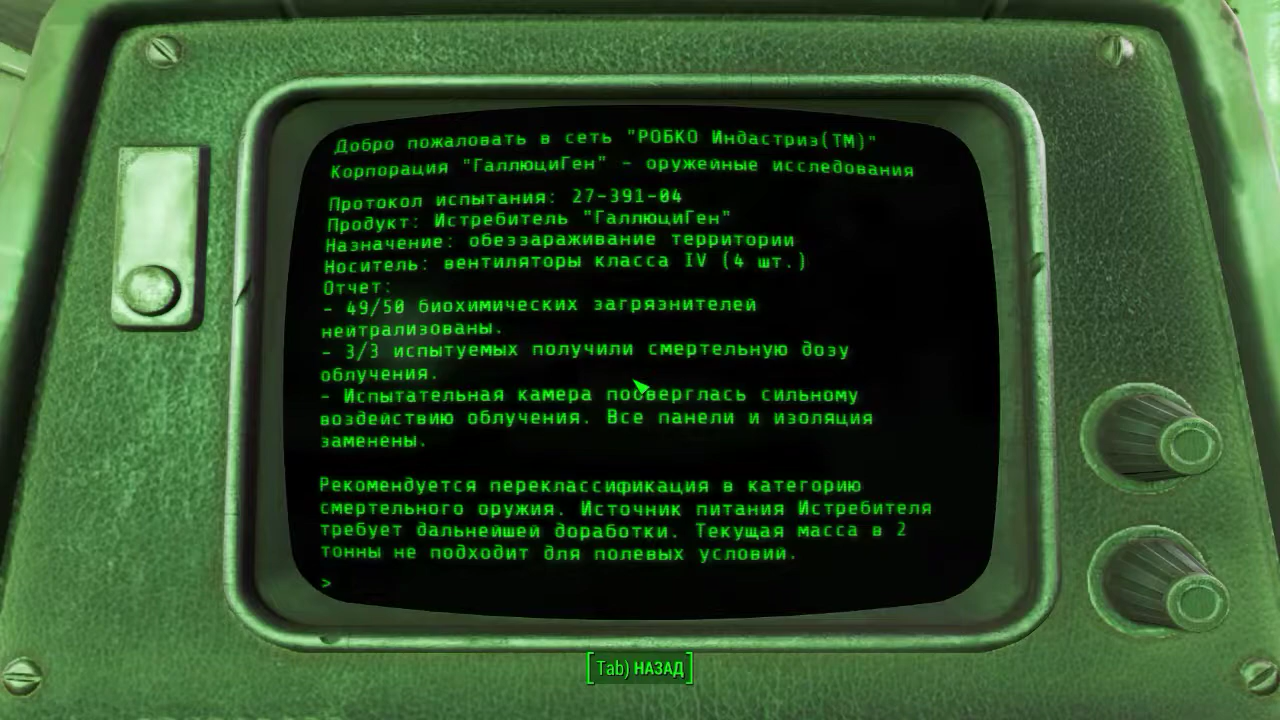 Добро пожаловать в сеть "РОБКО Индастриз(ТМ)"
Корпорация "ГаллюциГен" - оружейные исследования
Протокол испытания: 27-391-04
Продукт: Истребитель "ГаллюциГен"
Назначение: обеззараживание территории
Носитель: вентиляторы класса IV (4 шт.)
Отчет:
- 49/50 биохимических загрязнителей
нейтрализованы.
- 3/3 испытуемых получили смертельную дозу
облучения.
- Испытательная камера подверглась сильному
воздействию облучения. Все панели и изоляция
заменены.
Рекомендуется переклассификация в категорию
смертельного оружия. Источник питания Истребителя
требует дальнейшей доработки. Текущая масса в 2
тонны не подходит для полевых условий.
>
[Tab) НАЗАД]